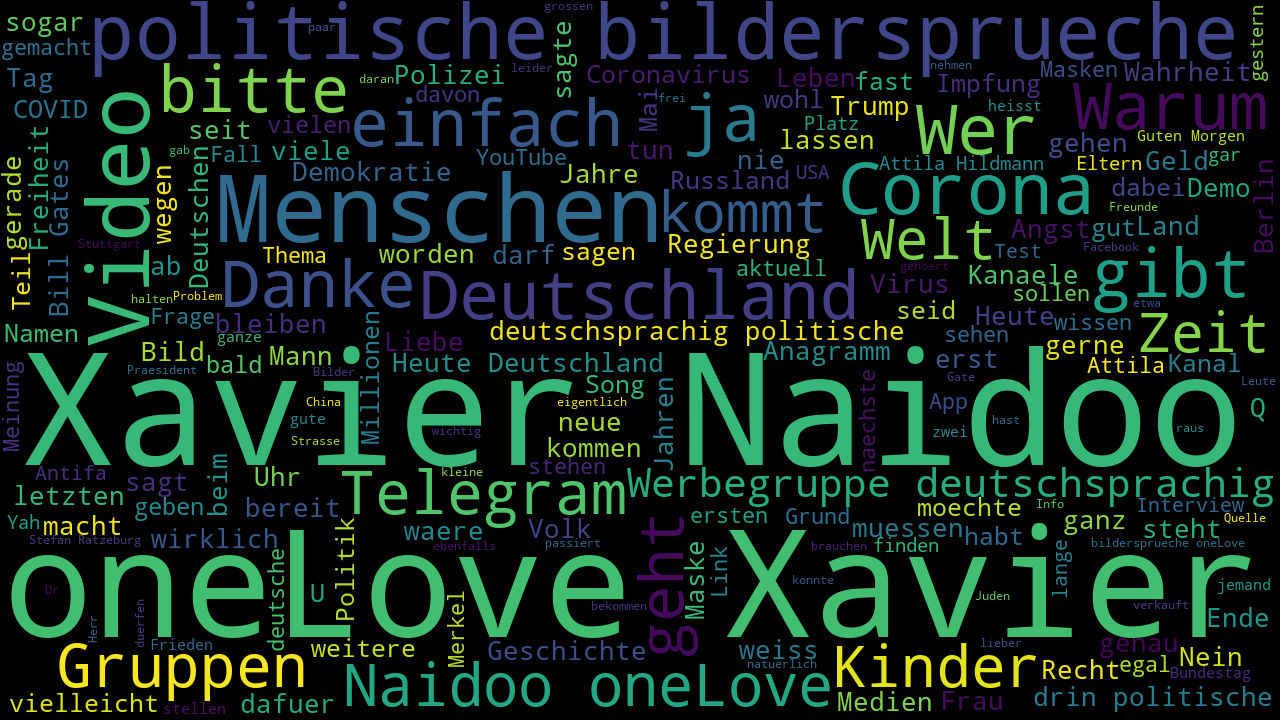 politische bildersprueche
sogar
grossen
paar
gemacht
Tag
COVID
bitte
seit
vielen
viele
gab
Fall
Video
daran
Polizei
leider
davon
sagte
Coronavirus
Leben
fast
nehmen
Masken
Wahrheit
gestern
Impfung
Warum
einfach
Mai
frei
ja
wohl
Trump
Platz
lassen
Wer
heisst
gehen
Guten Morgen
Eltern
Geld
gar
Demokratie
YouTube
Jahre
tun
nie
Russland
USA
Attila Hildmann
dabei
Demo
Freunde
Berlin
Teil
gerade
Freiheit
Bill
Gates
wegen
Deutschen
Stuttgart
ab
Menschen
kommt
Corona
Welt
Angst
gut
Land
Facebook
Test
Thema
worden
darf
sagen
Regierung
aktuell
gehoert
Virus
Kanaele
sollen
gibt
halten
Problem
Frage
Danke
Deutschland
seid
Heute
wissen
etwa
Namen
bleiben
ganze
Liebe
deutschsprachig politische
sehen
gerne
Zeit
Bild
bald
Mann
Millionen
Heute Deutschland
Anagramm
erst
Attila
Kanal
Praesident
Bilder
Song
Gate
Leute
Meinung
Xavier Naidoo
China
gute
Strasse
eigentlich
neue
wichtig
kommen
Jahren
naechste
App
zwei
hast
raus
Q
Antifa
sagt
Uhr
kleine
stehen
letzten
geben
beim
bereit
Telegram
Werbegruppe deutschsprachig
moechte
Info
Interview
Quelle
Yah
macht
wirklich
waere
Volk
ersten
Grund
muessen
habt
ganz
steht
Stefan Ratzeburg
ebenfalls
passiert
geht
Maske
Link
brauchen
finden
lange
bildersprueche oneLove
oneLove Xavier
Dr
deutsche
U
Politik
bekommen
konnte
Juden
jemand
verkauft
Ende
Herr
duerfen
Frieden
weitere
Merkel
Geschichte
weiss
natuerlich
lieber
genau
egal
Nein
Bundestag
Gruppen
Naidoo oneLove
Kinder
Recht
vielleicht
stellen
dafuer
Medien
Frau
drin politische